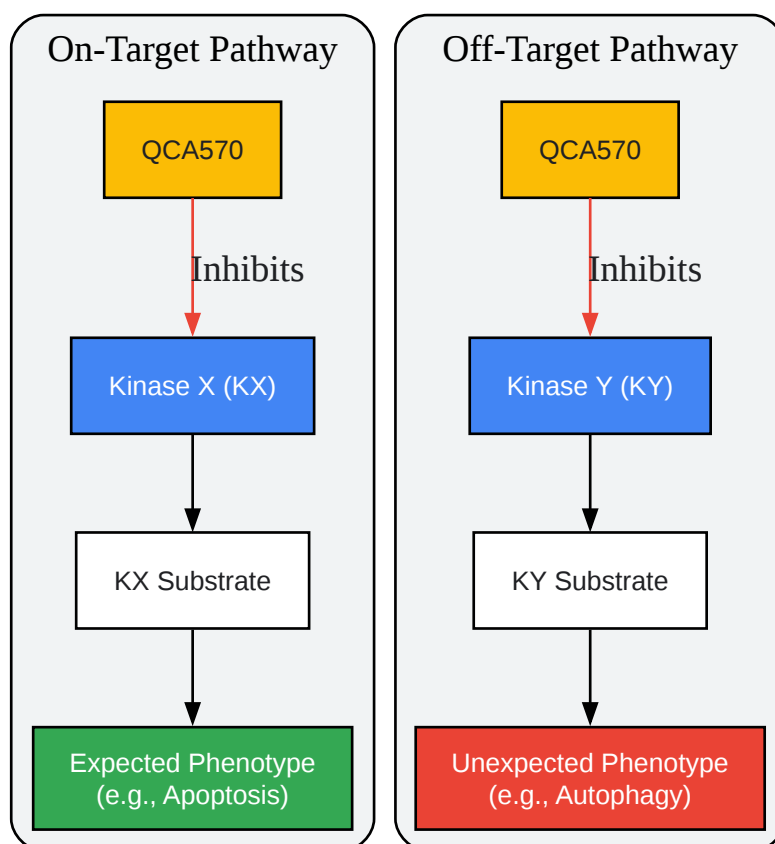 On-Target Pathway
QCA570
Inhibits
Kinase X (KX)
KX Substrate
Expected Phenotype
(e.g., Apoptosis)
Off-Target Pathway
QCA570
Inhibits
Kinase Y (KY)
KY Substrate
Unexpected Phenotype
(e.g., Autophagy)